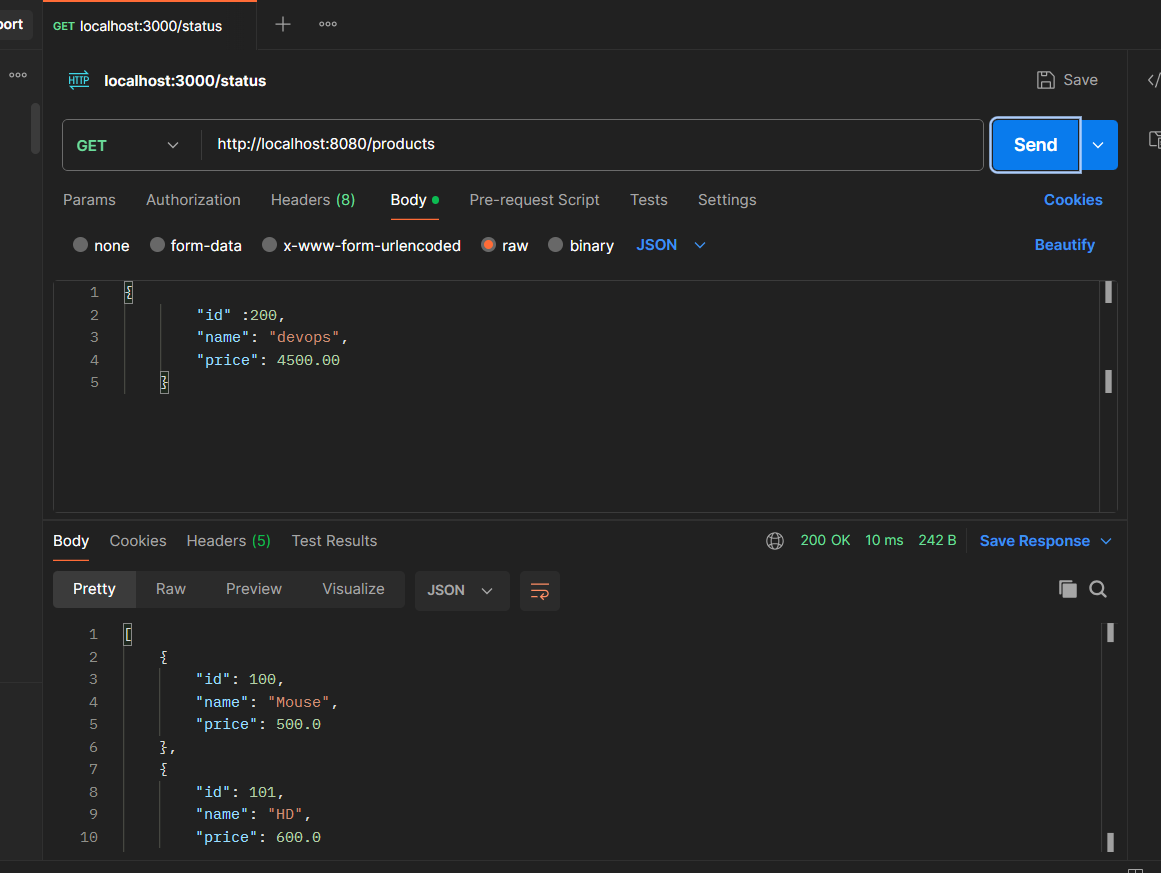 port
GET localhost:3000/status
HTTP localhost:3000/status
Save
</>
GET
http://localhost:8080/products
Send
Params Authorization Headers (8) Body Pre-request Script Tests Settings Cookies
none form-data x-www-form-urlencoded raw binary JSON Beautify
1 {
2 "id" :200,
3 "name": "devops",
4 "price": 4500.00
5 }
Body Cookies Headers (5) Test Results 200 OK 10 ms 242 B Save Response
Pretty Raw Preview Visualize JSON
1 [
2 {
3 "id": 100,
4 "name": "Mouse",
5 "price": 500.0
6 },
7 {
8 "id": 101,
9 "name": "HD",
10 "price": 600.0